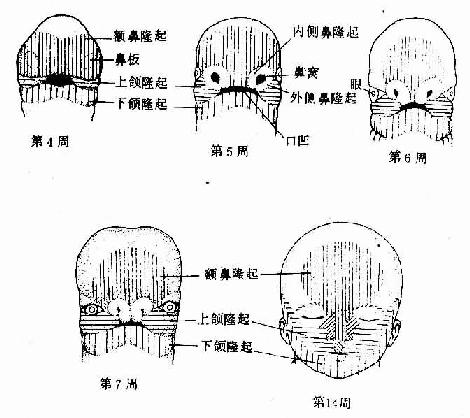 额鼻隆起
鼻板
上颌隆起
下颌隆起
第4周
内侧鼻隆起
鼻窝
外侧鼻隆起
口凹
第5周
眼
第6周
额鼻隆起
上颌隆起
下颌隆起
第7周
第14周